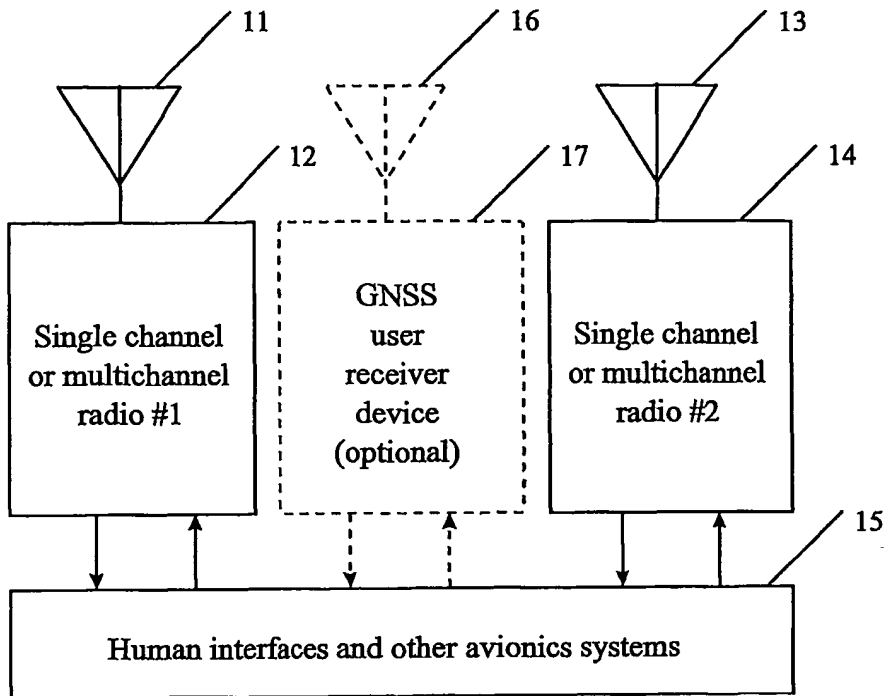 11
16
13
12
17
14
Single channel
or multichannel
radio #1
GNSS
user
receiver
device
(optional)
Single channel
or multichannel
radio #2
15
Human interfaces and other avionics systems